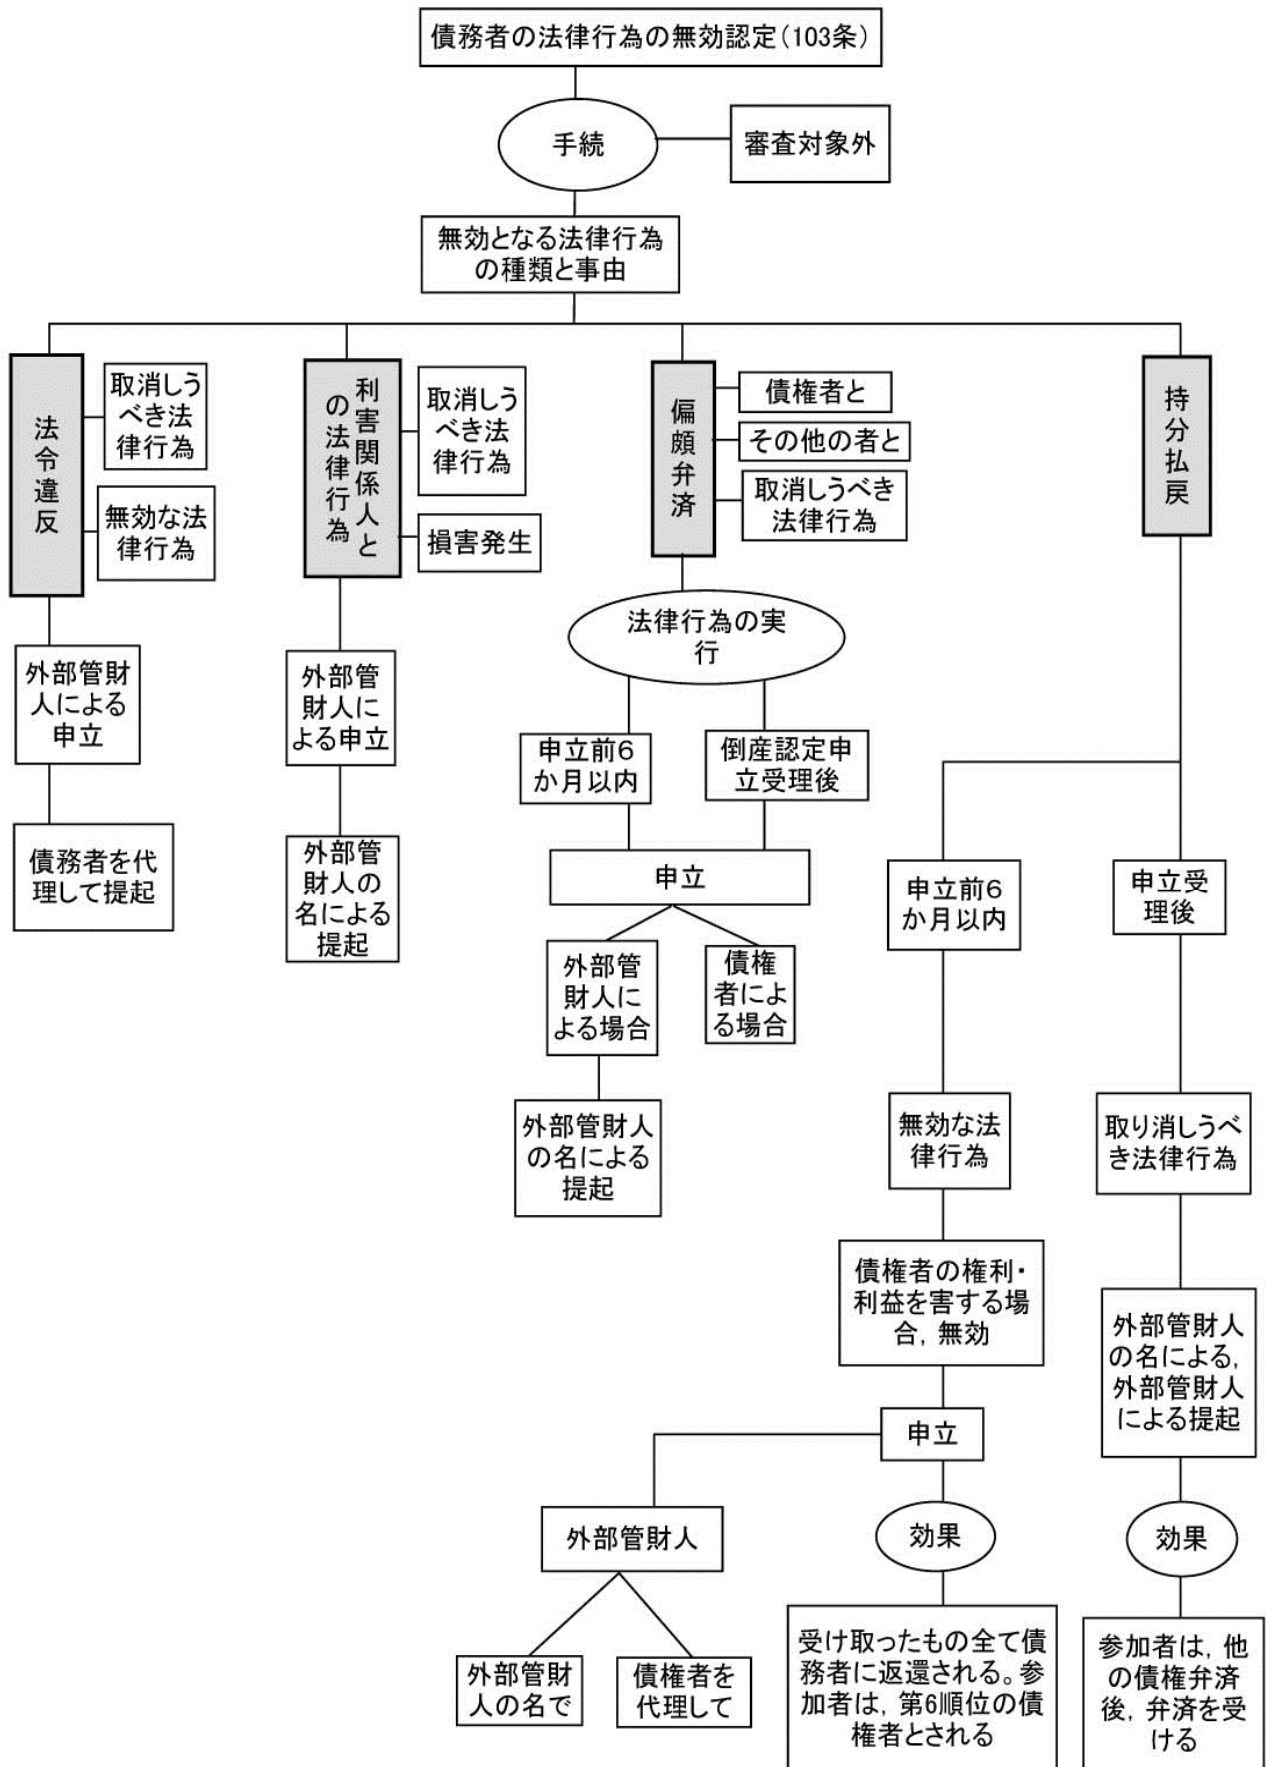 債務者の法律行為の無効認定(103条)
手続
審査対象外
無効となる法律行為
の種類と事由
法令違反
取消しう
べき法
律行為
無効な法
律行為
外部管財
人による
申立
債務者を代
理して提起
利害関係人と
の法律行為
取消しう
べき法
律行為
損害発生
外部管
財人に
よる申立
外部管
財人の
名による
提起
偏頗弁済
債権者と
その他の者と
取消しうべき
法律行為
法律行為の実
行
申立前6
か月以内
倒産認定申
立受理後
申立
外部管
財人に
よる場合
債権
者によ
る場合
外部管財人
の名による
提起
持分払戻
申立前6
か月以内
無効な法
律行為
債権者の権利・
利益を害する場
合,無効
申立
外部管財人
外部管財
人の名で
債権者を
代理して
効果
受け取ったもの全て債
務者に返還される。参
加者は,第6順位の債
権者とされる
申立受
理後
取り消しうべ
き法律行為
外部管財人
の名による,
外部管財人
による提起
効果
参加者は,他
の債権弁済
後,弁済を受
ける